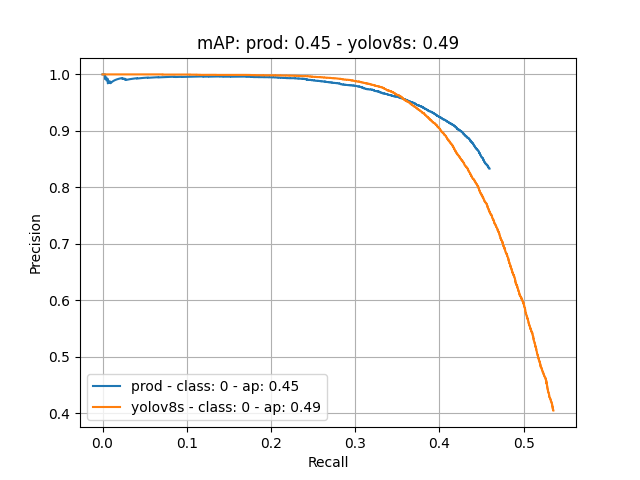 mAP: prod: 0.45 - yolov8s: 0.49
1.0
0.9
0.8
0.7
0.6
0.5
0.4
Precision
prod - class: 0 - ap: 0.45
yolov8s - class: 0 - ap: 0.49
0.0 0.1 0.2 0.3 0.4 0.5
Recall